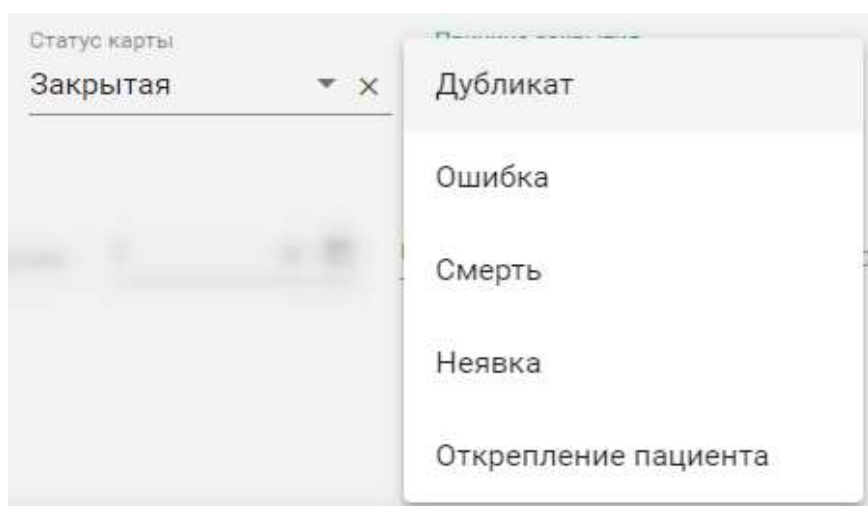 Статус карты
Закрытая
Дубликат
Ошибка
Смерть
Неявка
Открепление пациента